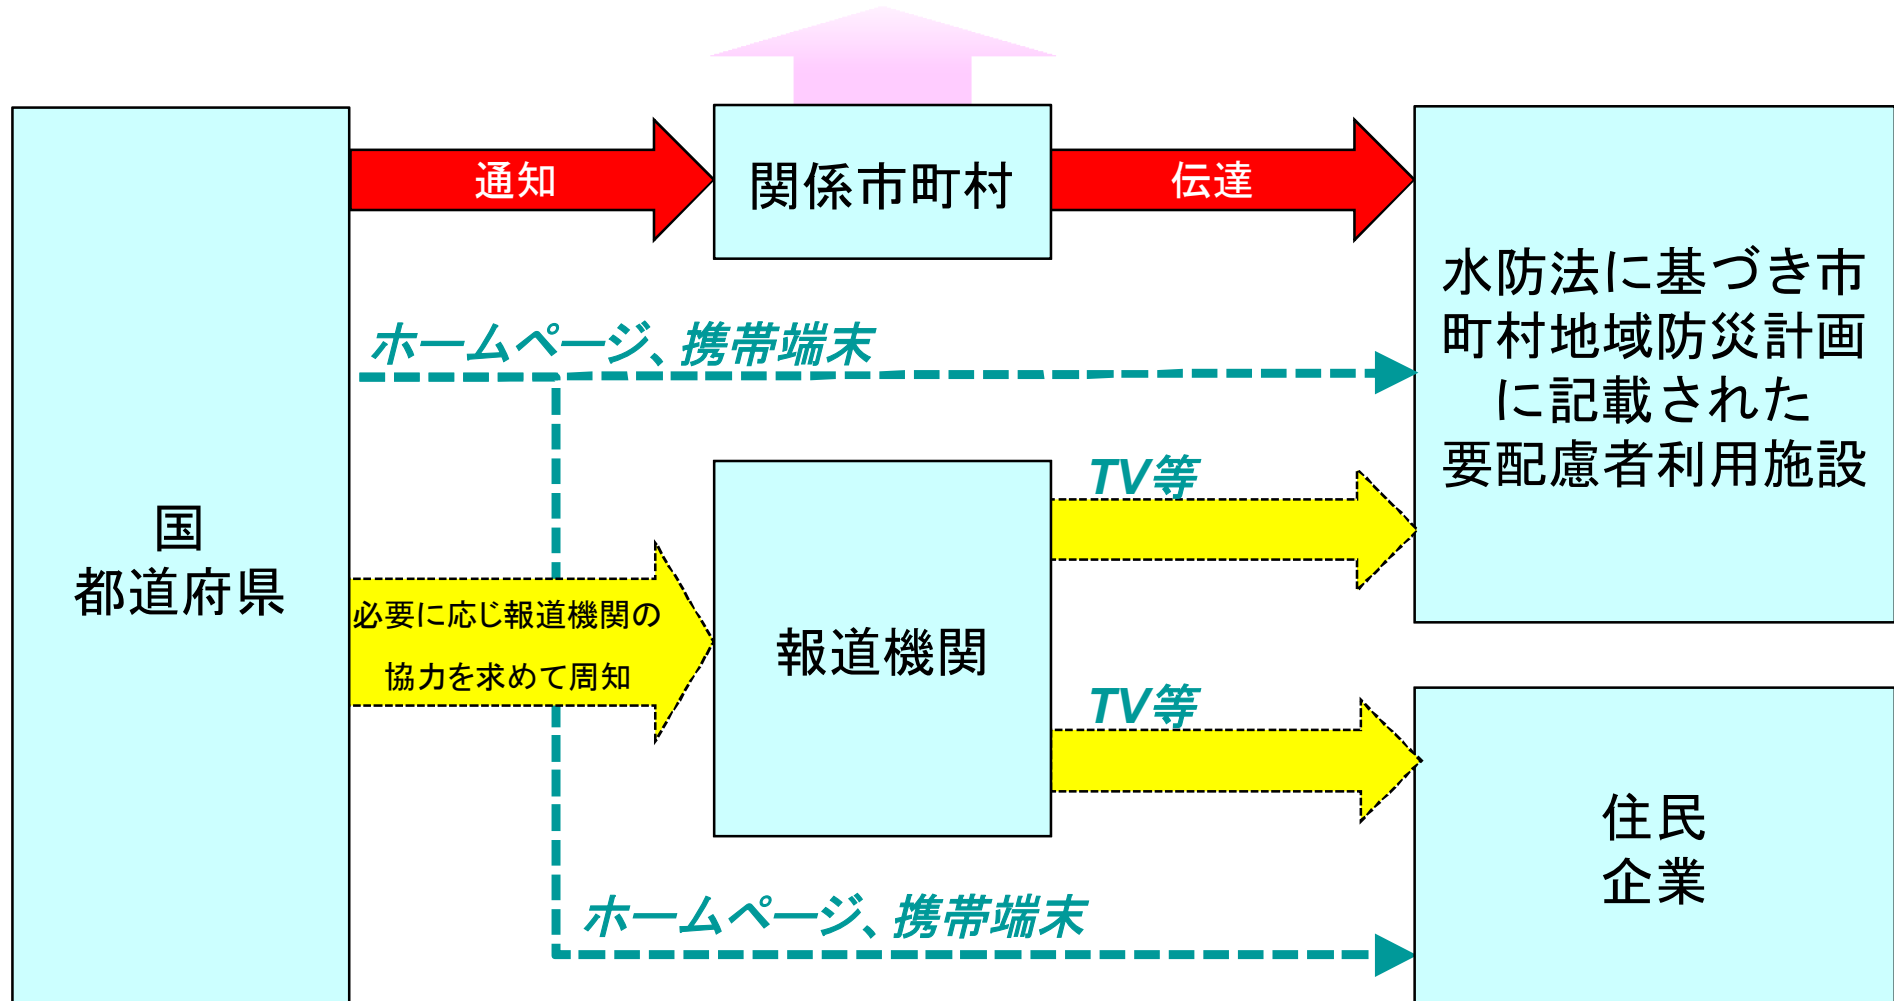 通知
関係市町村
伝達
水防法に基づき市
町村地域防災計画
に記載された
要配慮者利用施設
ホームページ、携帯端末
国
都道府県
TV等
必要に応じ報道機関の
協力を求めて周知
報道機関
TV等
住民
企業
ホームページ、携帯端末